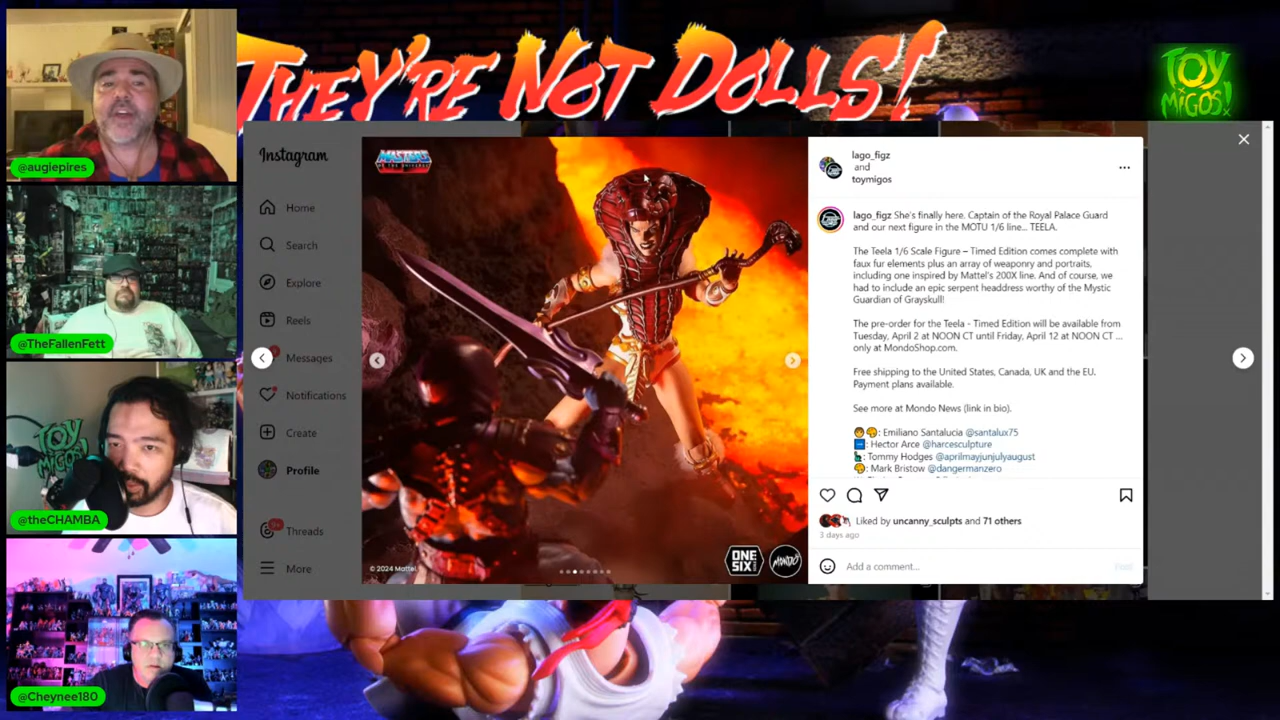 THEY'RE NOT DOLLS!
TOY
MIGOS!
@augiepires
@TheFallenFett
TOY
MIGOS
@theCHAMBA
@Cheynee180
Instagram
Home
Search
Explore
Reels
Messages
Notifications
Create
Profile
Threads
More
MASTERS
OF THE UNIVERSE
© 2024 Mattel.
ONE
SIX
MONDO
lago_figz
and
toymigos
lago_figz She's finally here. Captain of the Royal Palace Guard
and our next figure in the MOTU 1/6 line... TEELA.
The Teela 1/6 Scale Figure – Timed Edition comes complete with
faux fur elements plus an array of weaponry and portraits,
including one inspired by Mattel's 200X line. And of course, we
had to include an epic serpent headdress worthy of the Mystic
Guardian of Grayskull!
The pre-order for the Teela - Timed Edition will be available from
Tuesday, April 2 at NOON CT until Friday, April 12 at NOON CT ...
only at MondoShop.com.
Free shipping to the United States, Canada, UK and the EU.
Payment plans available.
See more at Mondo News (link in bio).
: Emiliano Santalucia @santalux75
: Hector Arce @harcesculpture
: Tommy Hodges @aprilmayjunjulyaugust
: Mark Bristow @dangermanzero
Liked by uncanny_sculpts and 71 others
3 days ago
Add a comment...
Post